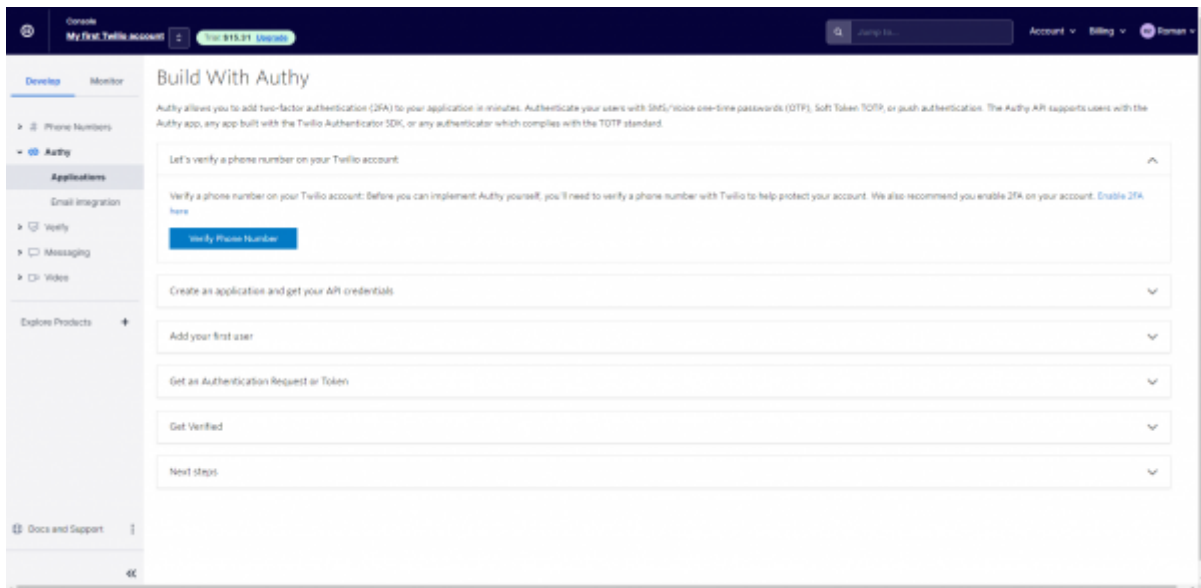 Console
My first Twilio account
Trial: $15.31 Upgrade
Jump to...
Account
Billing
Roman
Develop
Monitor
Phone Numbers
Authy
Applications
Email integration
Verify
Messaging
Video
Explore Products
Docs and Support
Build With Authy
Authy allows you to add two-factor authentication (2FA) to your application in minutes. Authenticate your users with SMS/Voice one-time passwords (OTP), Soft Token TOTP, or push authentication. The Authy API supports users with the
Authy app, any app built with the Twilio Authenticator SDK, or any authenticator which complies with the TOTP standard.
Let's verify a phone number on your Twilio account
Verify a phone number on your Twilio account: Before you can implement Authy yourself, you'll need to verify a phone number with Twilio to help protect your account. We also recommend you enable 2FA on your account. Enable 2FA
here
Verify Phone Number
Create an application and get your API credentials
Add your first user
Get an Authentication Request or Token
Get Verified
Next steps